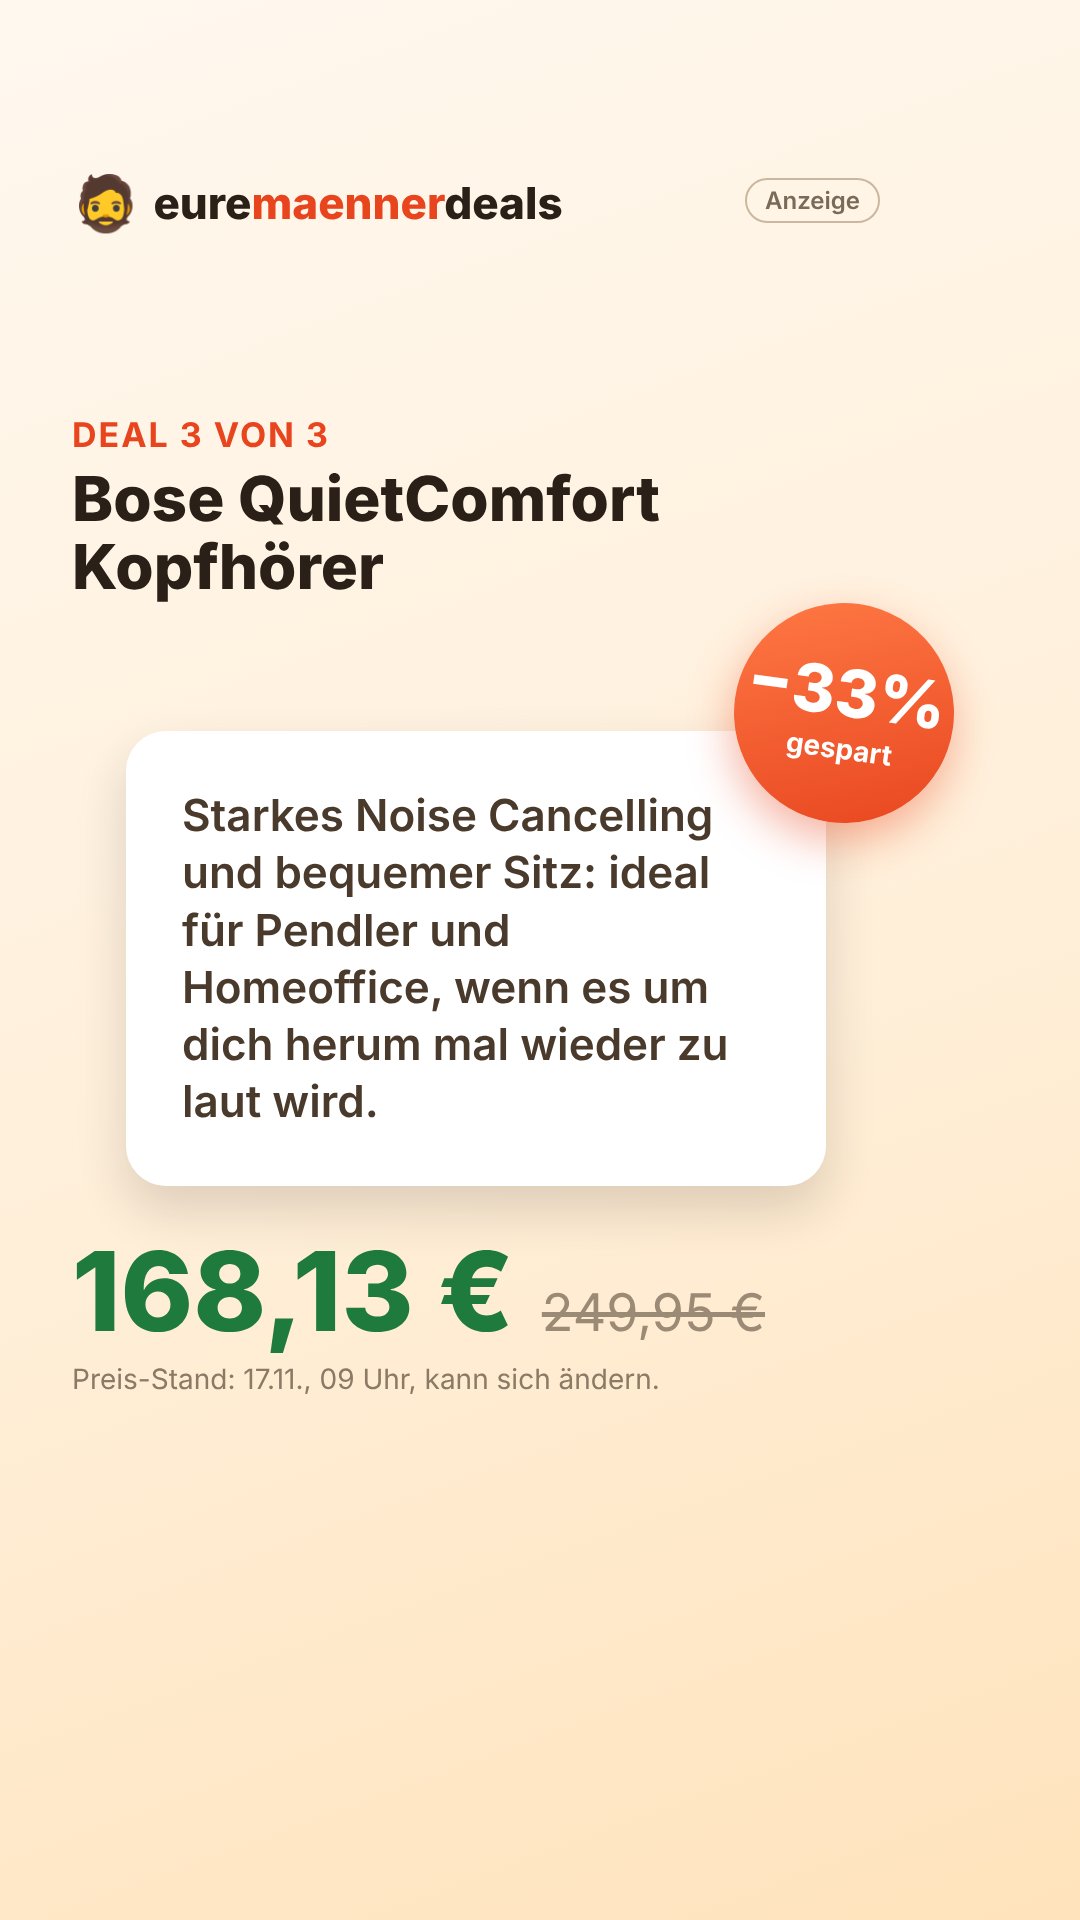 euremaennerdeals
Anzeige
DEAL 3 VON 3
Bose QuietComfort
Kopfhörer
−33%
gespart
Starkes Noise Cancelling
und bequemer Sitz: ideal
für Pendler und
Homeoffice, wenn es um
dich herum mal wieder zu
laut wird.
168,13 € 249,95 €
Preis-Stand: 17.11., 09 Uhr, kann sich ändern.